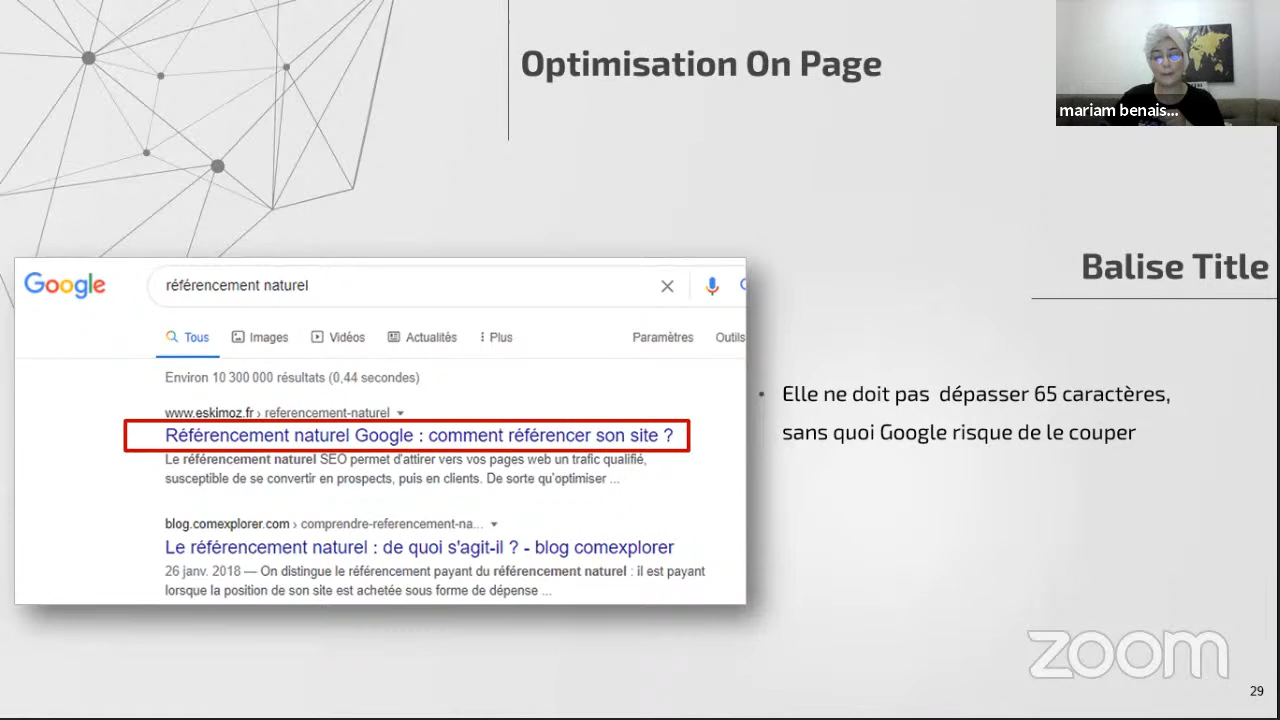 Optimisation On Page
mariam benais...
Balise Title
Google
référencement naturel
Tous Images Vidéos Actualités Plus Paramètres Outils
Environ 10 300 000 résultats (0,44 secondes)
www.eskimoz.fr › referencement-naturel
Référencement naturel Google : comment référencer son site ?
Le référencement naturel SEO permet d'attirer vers vos pages web un trafic qualifié,
susceptible de se convertir en prospects, puis en clients. De sorte qu'optimiser ...
blog.comexplorer.com › comprendre-referencement-na...
Le référencement naturel : de quoi s'agit-il ? - blog comexplorer
26 janv. 2018 — On distingue le référencement payant du référencement naturel : il est payant
lorsque la position de son site est achetée sous forme de dépense ...
• Elle ne doit pas dépasser 65 caractères,
sans quoi Google risque de le couper
zoom
29